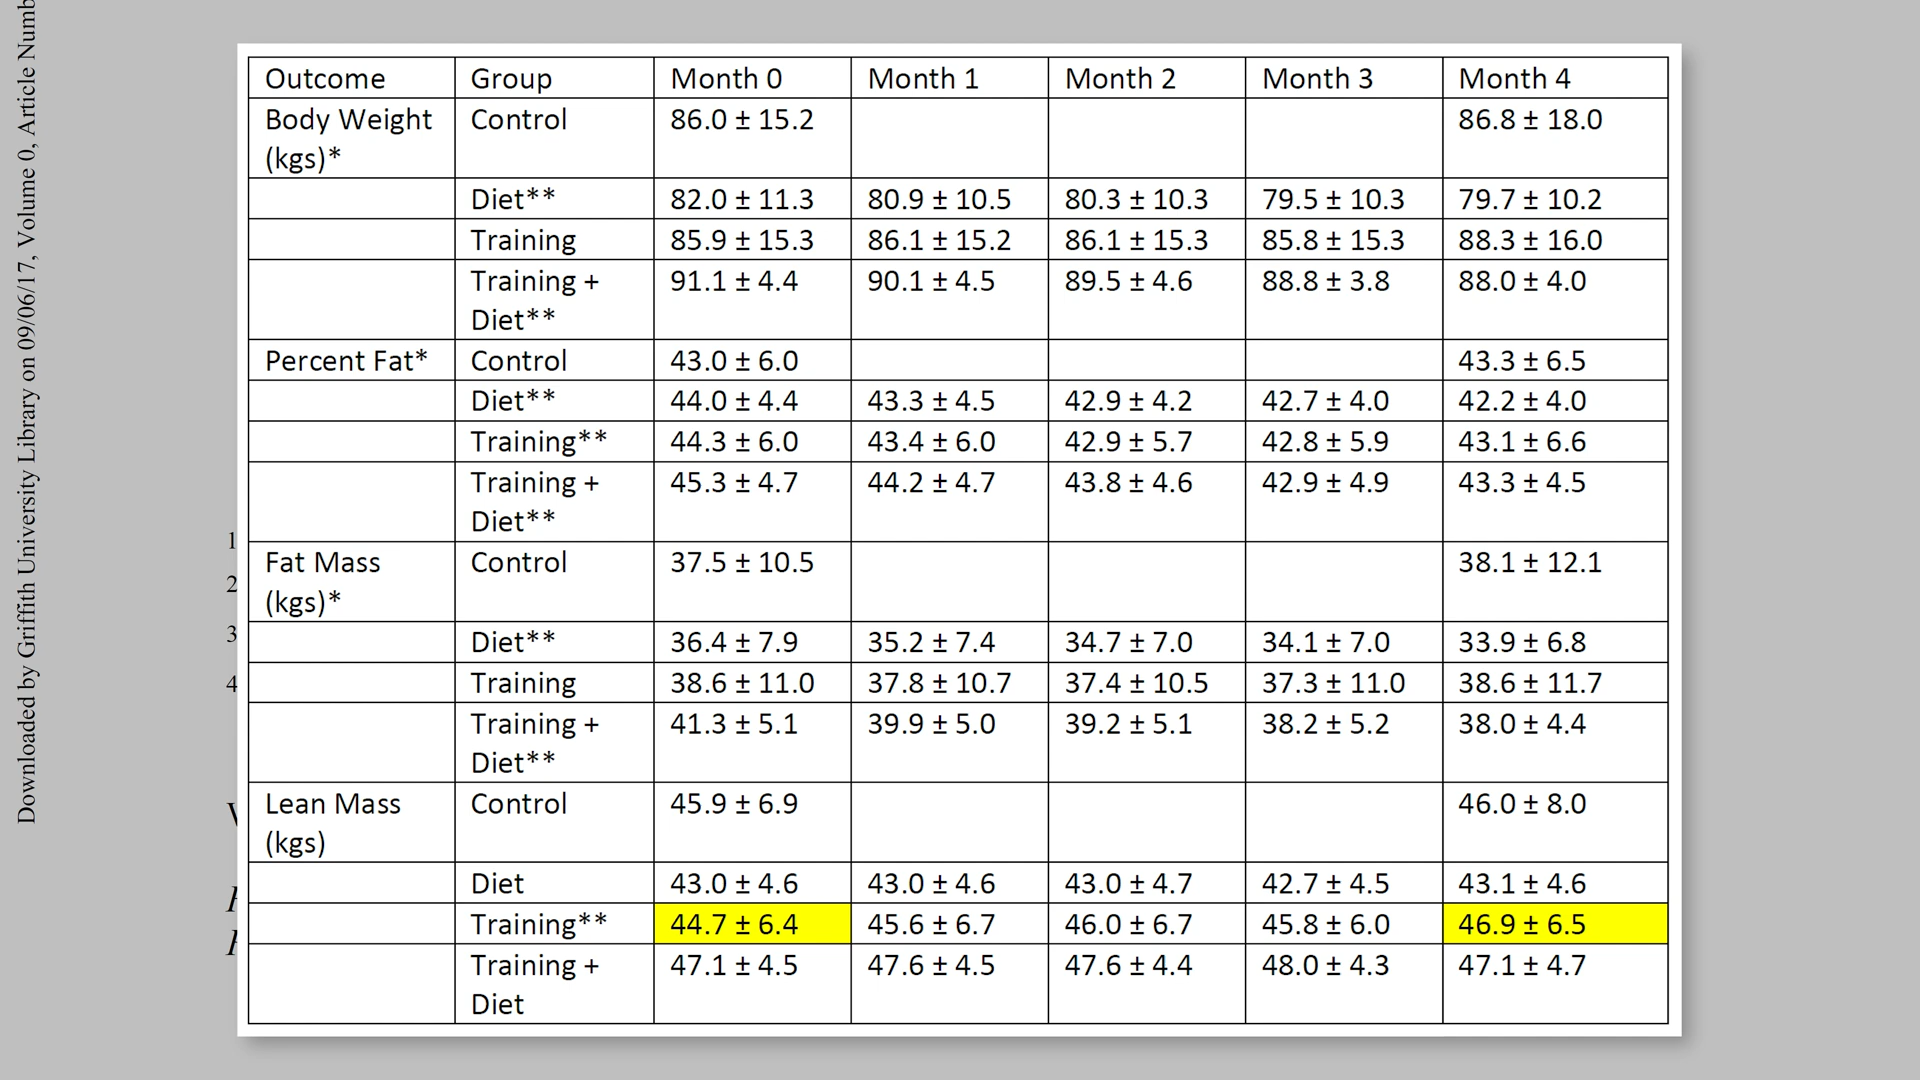 Downloaded by Griffith University Library on 09/06/17, Volume 0, Article Numb
Outcome Group Month 0 Month 1 Month 2 Month 3 Month 4
Body Weight (kgs)* Control 86.0 ± 15.2 86.8 ± 18.0
Diet** 82.0 ± 11.3 80.9 ± 10.5 80.3 ± 10.3 79.5 ± 10.3 79.7 ± 10.2
Training 85.9 ± 15.3 86.1 ± 15.2 86.1 ± 15.3 85.8 ± 15.3 88.3 ± 16.0
Training + Diet** 91.1 ± 4.4 90.1 ± 4.5 89.5 ± 4.6 88.8 ± 3.8 88.0 ± 4.0
Percent Fat* Control 43.0 ± 6.0 43.3 ± 6.5
Diet** 44.0 ± 4.4 43.3 ± 4.5 42.9 ± 4.2 42.7 ± 4.0 42.2 ± 4.0
Training** 44.3 ± 6.0 43.4 ± 6.0 42.9 ± 5.7 42.8 ± 5.9 43.1 ± 6.6
Training + Diet** 45.3 ± 4.7 44.2 ± 4.7 43.8 ± 4.6 42.9 ± 4.9 43.3 ± 4.5
Fat Mass (kgs)* Control 37.5 ± 10.5 38.1 ± 12.1
Diet** 36.4 ± 7.9 35.2 ± 7.4 34.7 ± 7.0 34.1 ± 7.0 33.9 ± 6.8
Training 38.6 ± 11.0 37.8 ± 10.7 37.4 ± 10.5 37.3 ± 11.0 38.6 ± 11.7
Training + Diet** 41.3 ± 5.1 39.9 ± 5.0 39.2 ± 5.1 38.2 ± 5.2 38.0 ± 4.4
Lean Mass (kgs) Control 45.9 ± 6.9 46.0 ± 8.0
Diet 43.0 ± 4.6 43.0 ± 4.6 43.0 ± 4.7 42.7 ± 4.5 43.1 ± 4.6
Training** 44.7 ± 6.4 45.6 ± 6.7 46.0 ± 6.7 45.8 ± 6.0 46.9 ± 6.5
Training + Diet 47.1 ± 4.5 47.6 ± 4.5 47.6 ± 4.4 48.0 ± 4.3 47.1 ± 4.7
1
2
3
4